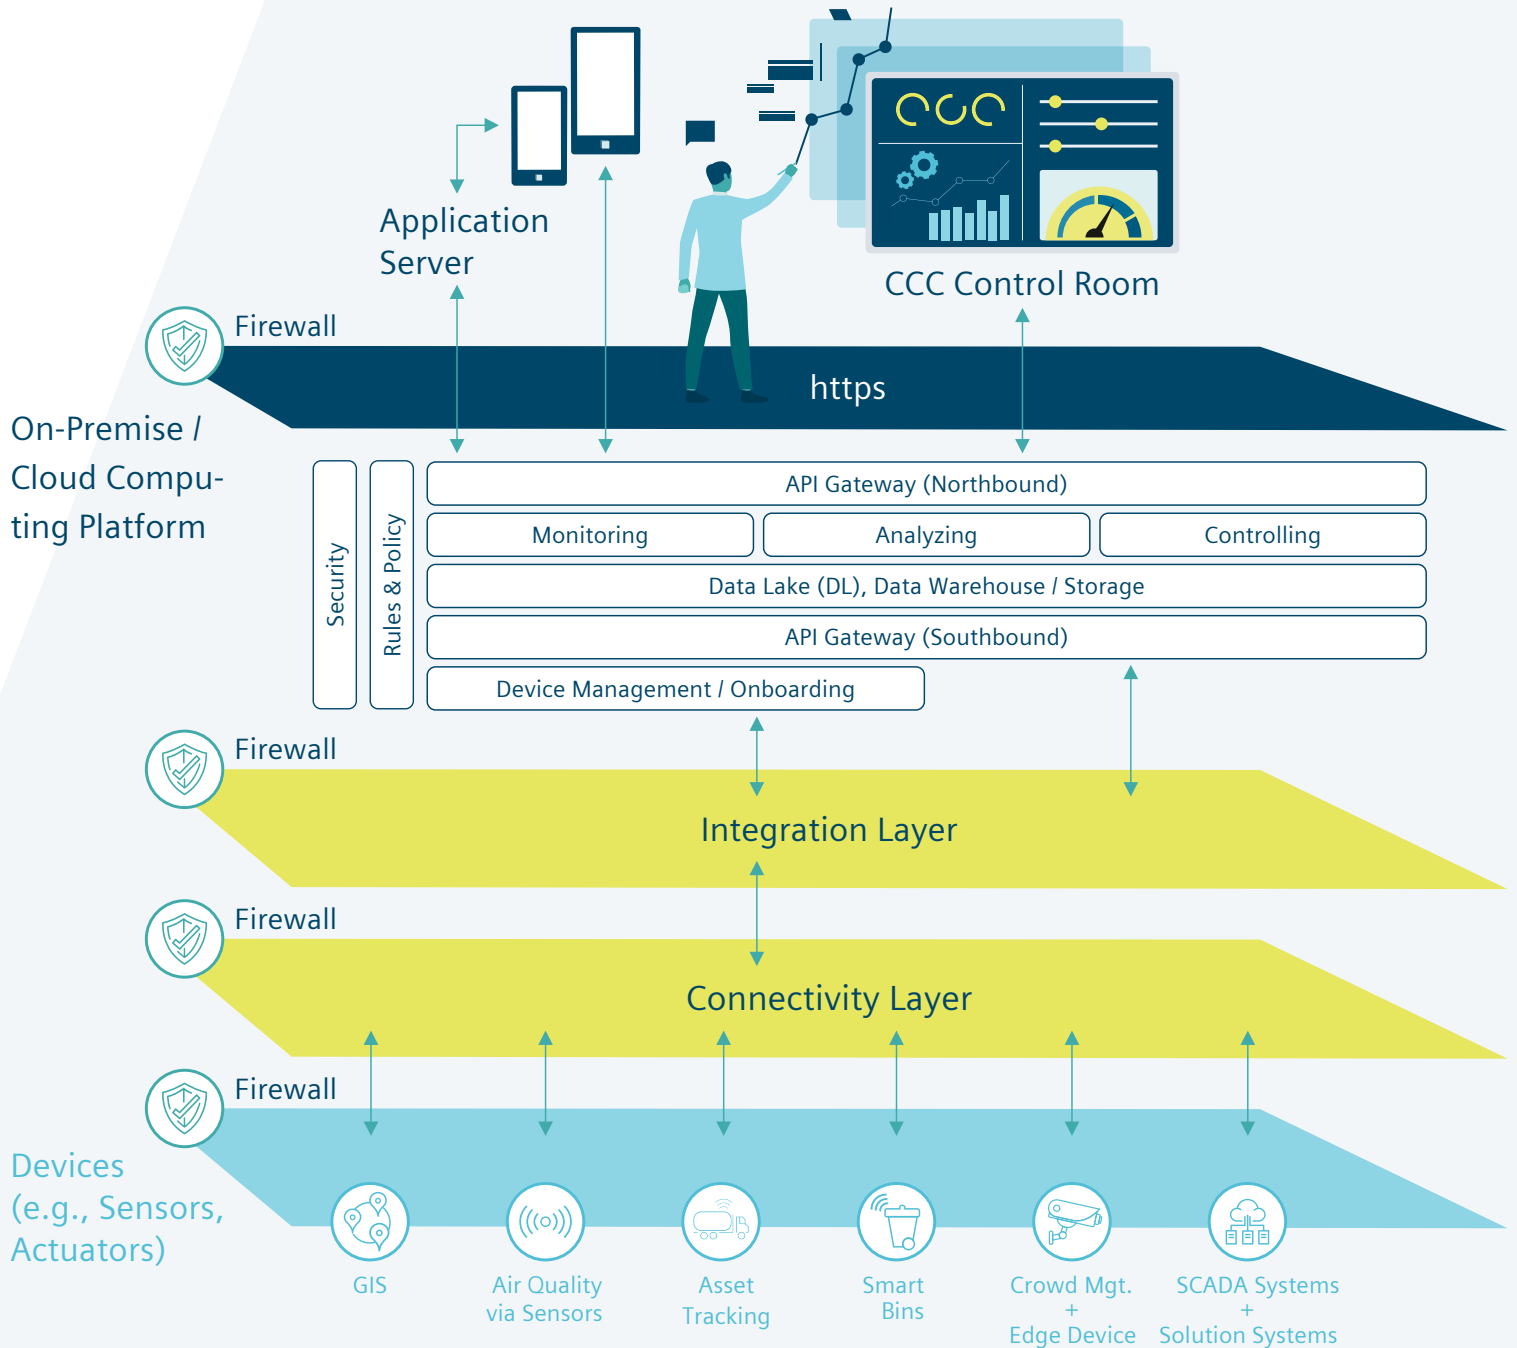 Application
Server
CCC Control Room
Firewall
https
On-Premise /
Cloud Compu-
ting Platform
Security
Rules & Policy
API Gateway (Northbound)
Monitoring
Analyzing
Controlling
Data Lake (DL), Data Warehouse / Storage
API Gateway (Southbound)
Device Management / Onboarding
Firewall
Integration Layer
Firewall
Connectivity Layer
Firewall
Devices
(e.g., Sensors,
Actuators)
GIS
Air Quality
via Sensors
Asset
Tracking
Smart
Bins
Crowd Mgt.
+
Edge Device
SCADA Systems
+
Solution Systems